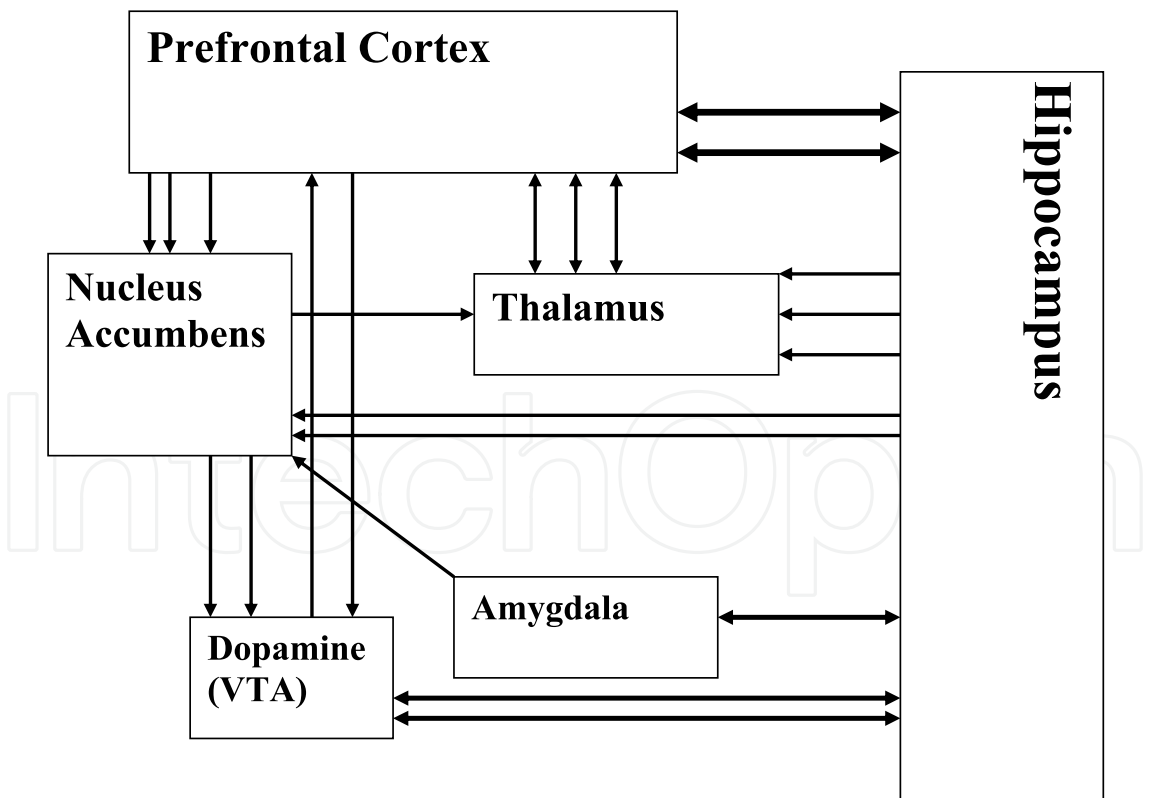 Prefrontal Cortex
Hippocampus
Nucleus
Accumbens
Thalamus
Amygdala
Dopamine
(VTA)
IntechOpen